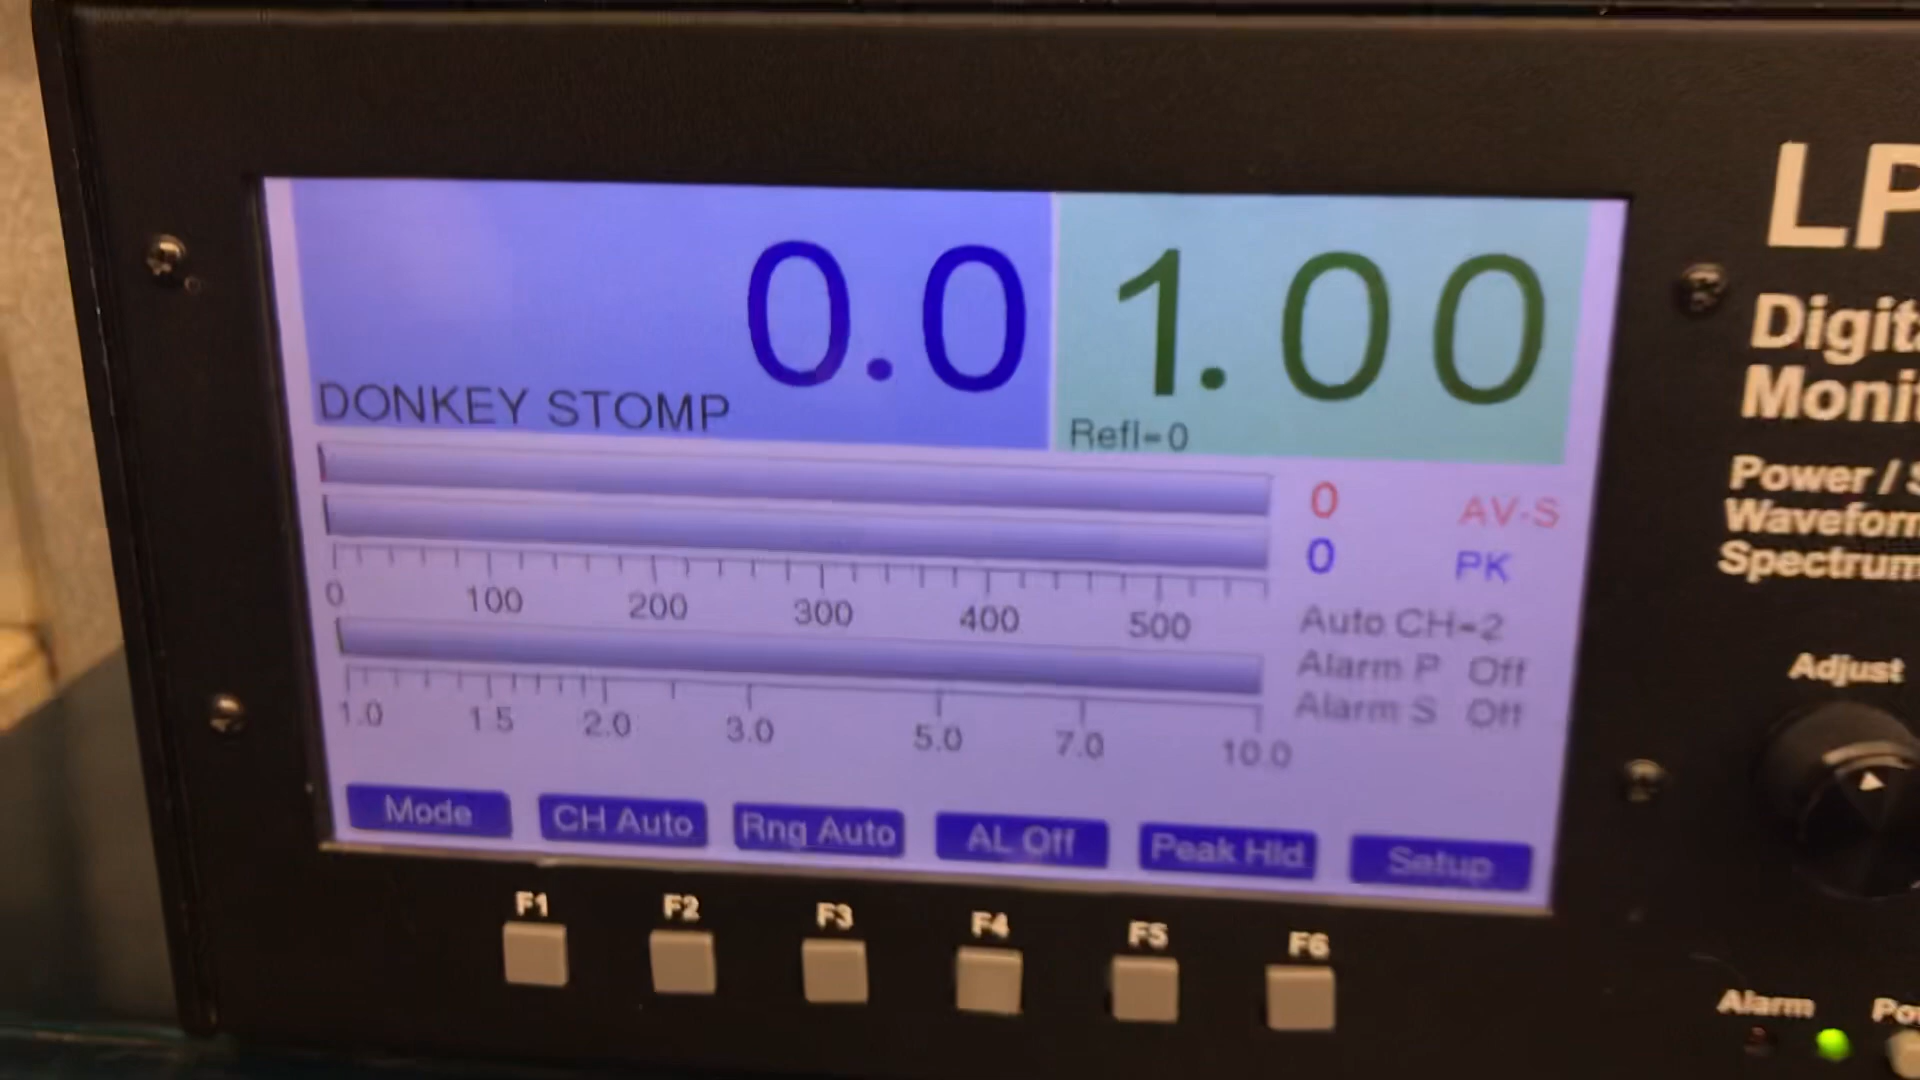 0.0
1.00
DONKEY STOMP
Refl=0
0 AV-S
0 PK
0 100 200 300 400 500
Auto CH=2
Alarm P Off
Alarm S Off
1.0 1 5 2.0 3.0 5.0 7.0 10.0
Mode CH Auto Rng Auto AL Off Peak Hld Setup
F1 F2 F3 F4 F5 F6
LP
Digit
Monit
Power / S
Waveform
Spectrum
Adjust
Alarm